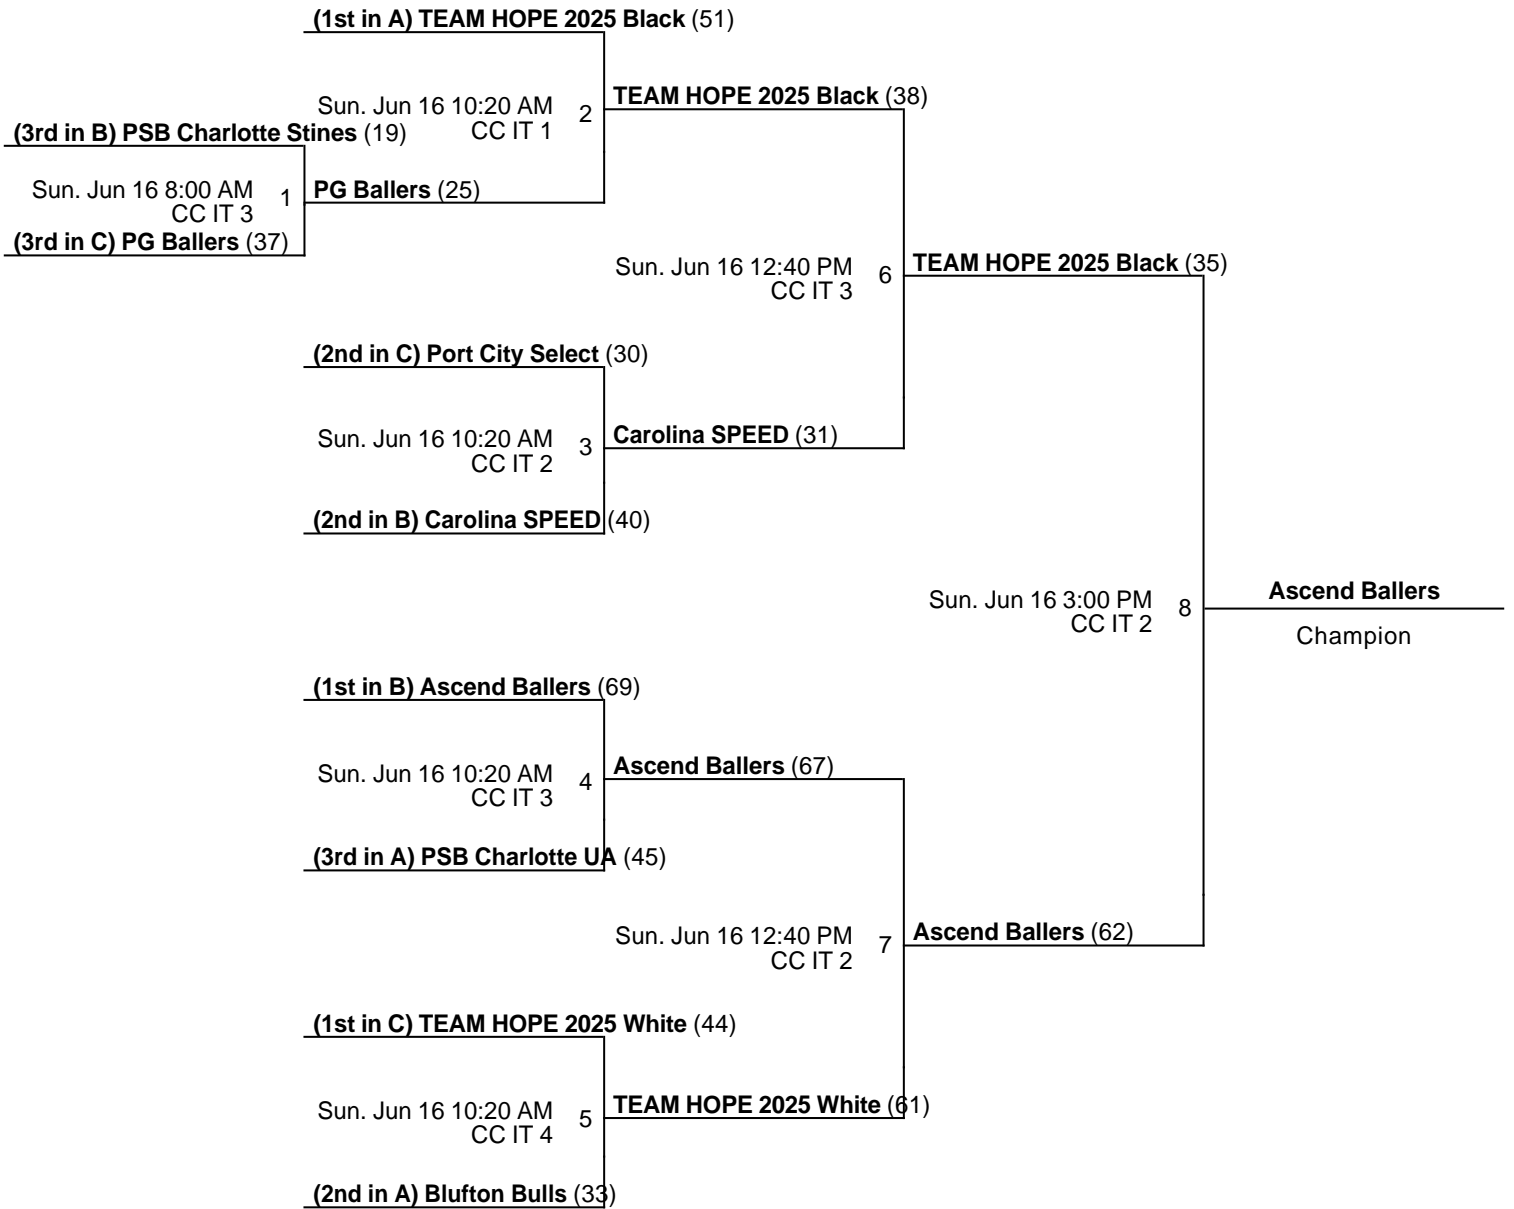 (1st in A) TEAM HOPE 2025 Black (51)
Sun. Jun 16 10:20 AM
CC IT 1
2
TEAM HOPE 2025 Black (38)
(3rd in B) PSB Charlotte Stines (19)
Sun. Jun 16 8:00 AM
CC IT 3
1
PG Ballers (25)
(3rd in C) PG Ballers (37)
Sun. Jun 16 12:40 PM
CC IT 3
6
TEAM HOPE 2025 Black (35)
(2nd in C) Port City Select (30)
Sun. Jun 16 10:20 AM
CC IT 2
3
Carolina SPEED (31)
(2nd in B) Carolina SPEED (40)
Sun. Jun 16 3:00 PM
CC IT 2
8
Ascend Ballers
Champion
(1st in B) Ascend Ballers (69)
Sun. Jun 16 10:20 AM
CC IT 3
4
Ascend Ballers (67)
(3rd in A) PSB Charlotte UA (45)
Sun. Jun 16 12:40 PM
CC IT 2
7
Ascend Ballers (62)
(1st in C) TEAM HOPE 2025 White (44)
Sun. Jun 16 10:20 AM
CC IT 4
5
TEAM HOPE 2025 White (61)
(2nd in A) Blufton Bulls (33)